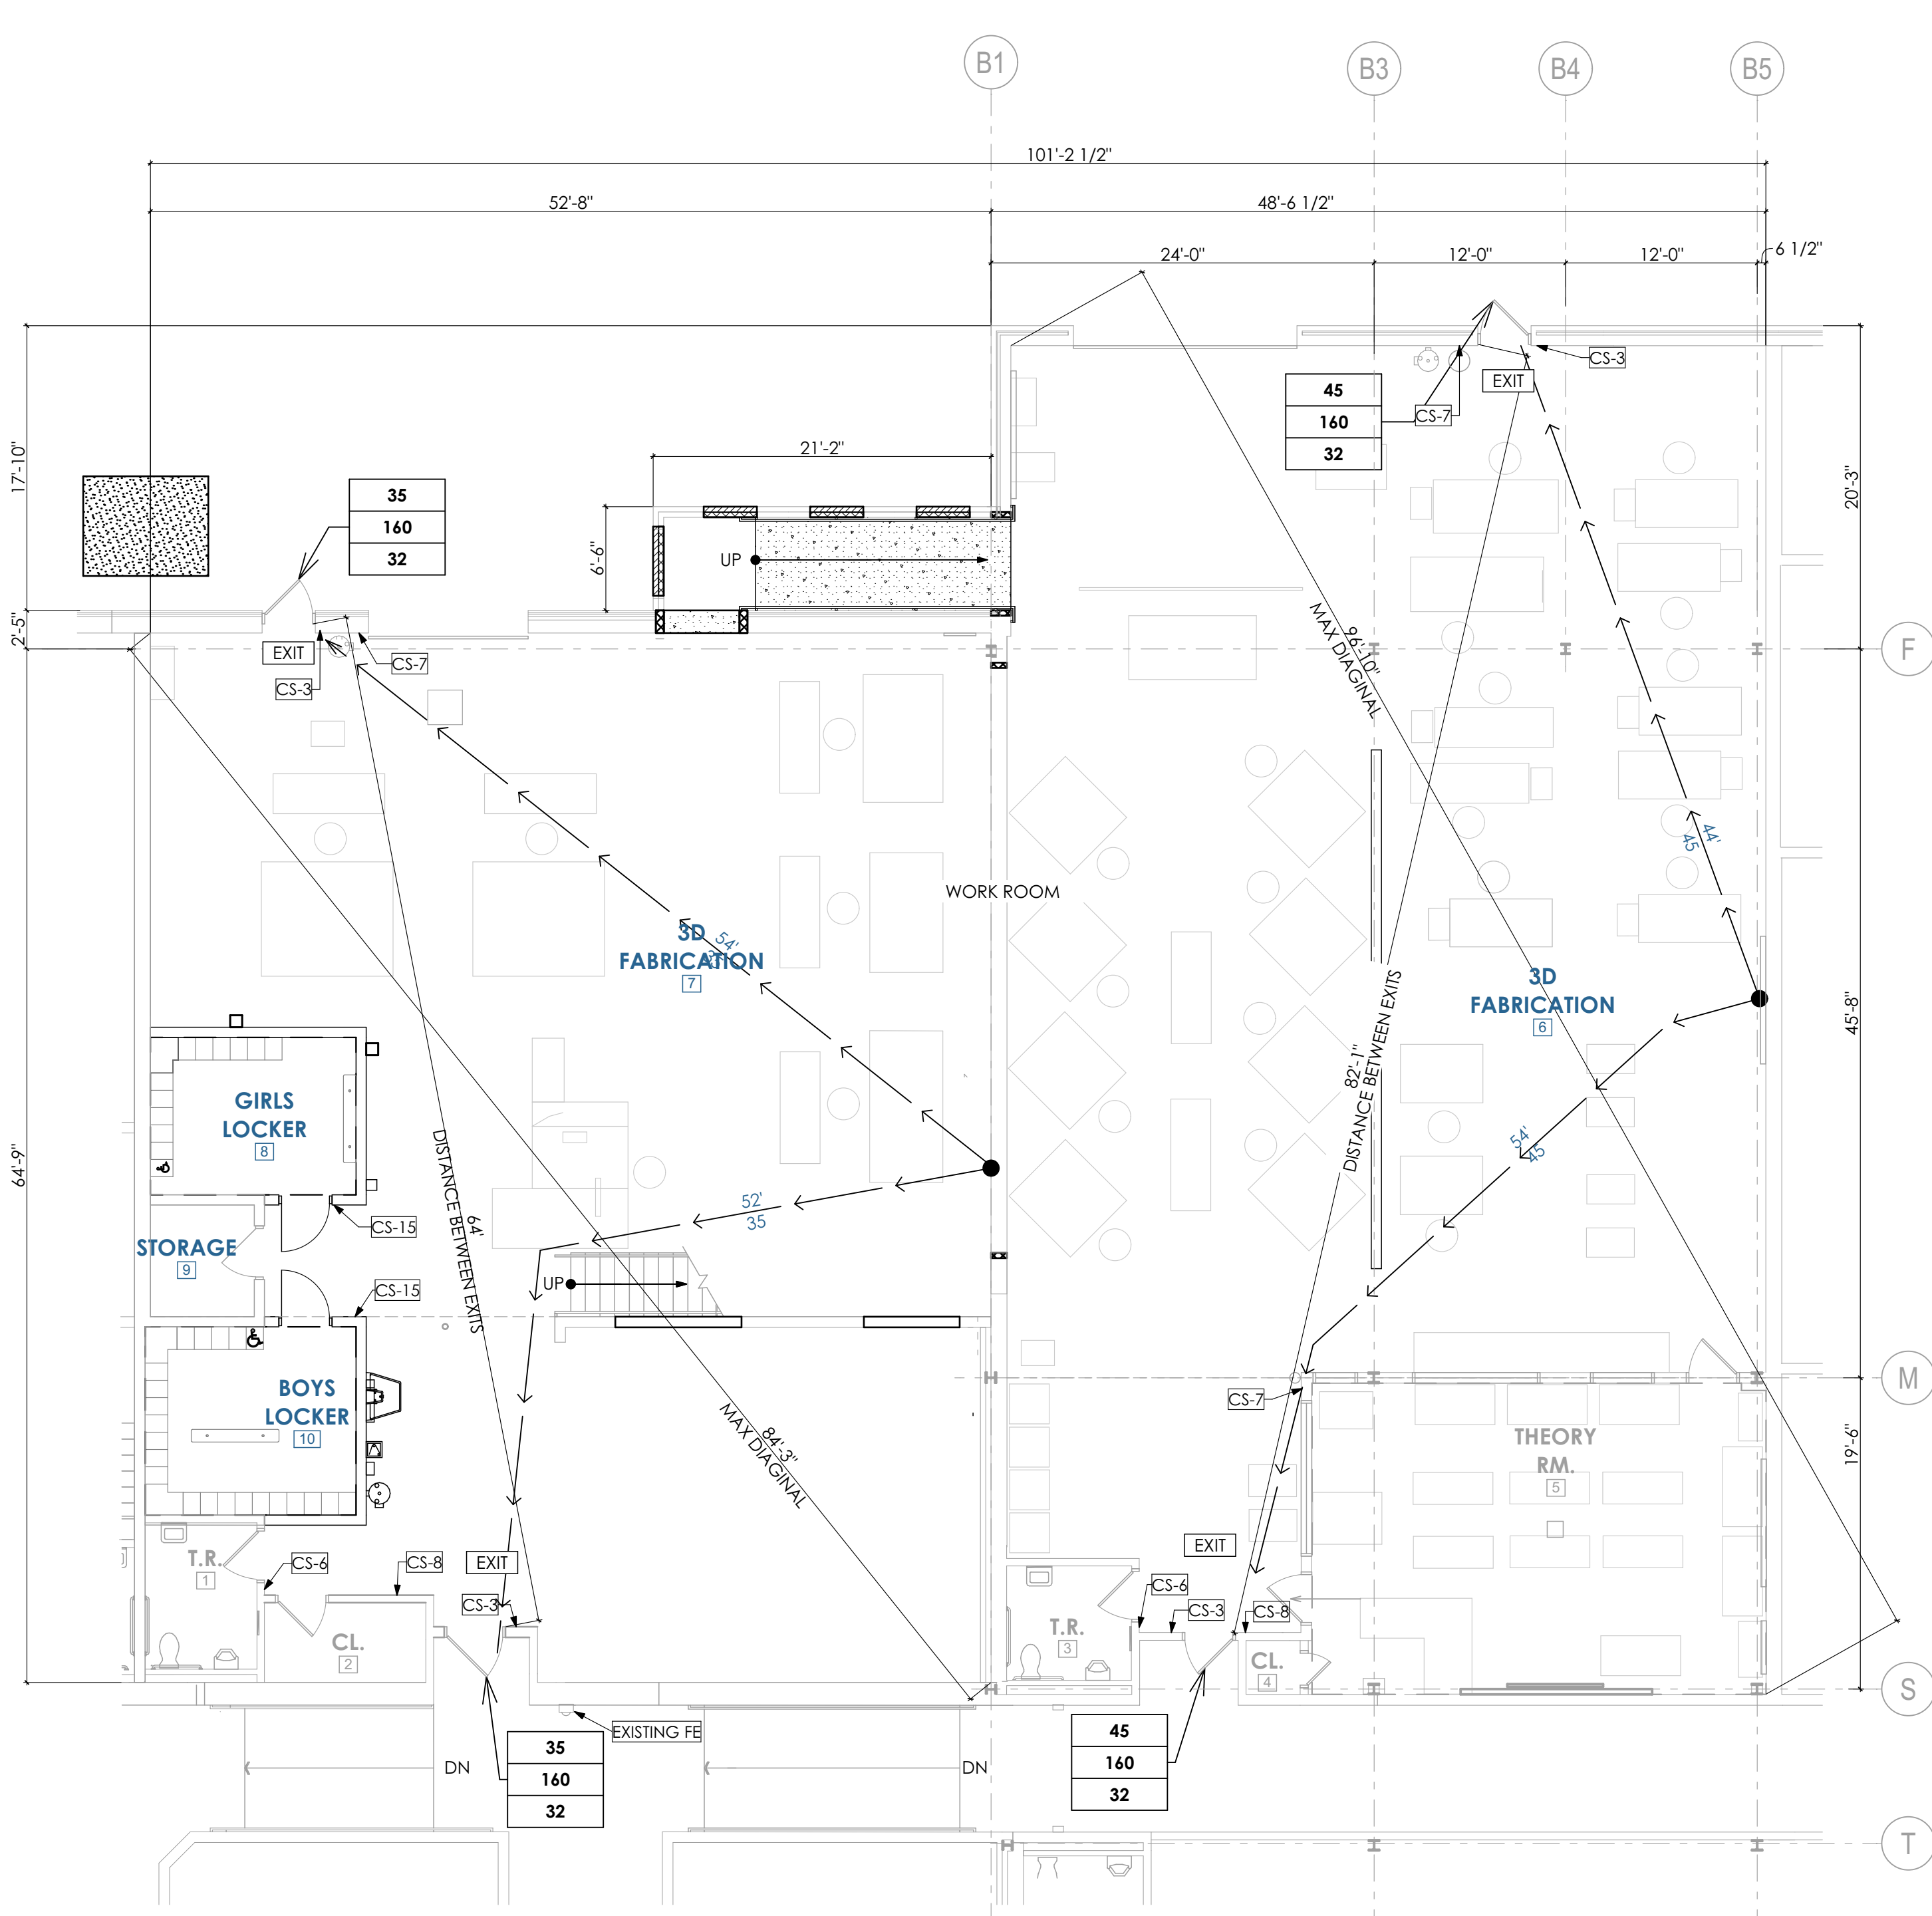 B1
B3
B4
B5
101'-2 1/2"
52'-8"
48'-6 1/2"
24'-0"
12'-0"
12'-0"
6 1/2"
CS-3
EXIT
45
160
32
CS-7
17'-10"
20'-3"
21'-2"
35
160
32
6'-6"
UP
2'-5"
EXIT
CS-3
CS-7
F
96'-10"
MAX DIAGINAL
44'
45
WORK ROOM
3D
FABRICATION
7
54'
3D
FABRICATION
6
45'-8"
82'-1"
DISTANCE BETWEEN EXITS
GIRLS
LOCKER
8
64'-9"
54'
45
52'
35
CS-15
64'
DISTANCE BETWEEN EXITS
STORAGE
9
UP
CS-15
M
BOYS
LOCKER
10
CS-7
84'-3"
MAX DIAGINAL
THEORY
RM.
5
19'-6"
T.R.
1
CS-6
CS-8
EXIT
EXIT
CS-3
CL.
2
CS-6
CS-3
CS-8
T.R.
3
CL.
4
S
EXISTING FE
DN
35
160
32
DN
45
160
32
T